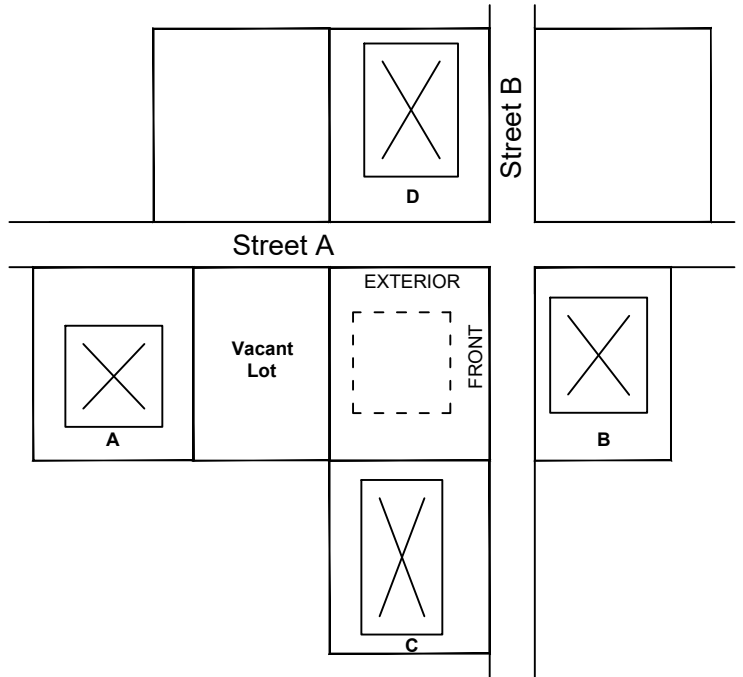 Street B
D
Street A
EXTERIOR
Vacant
Lot
FRONT
A
B
C